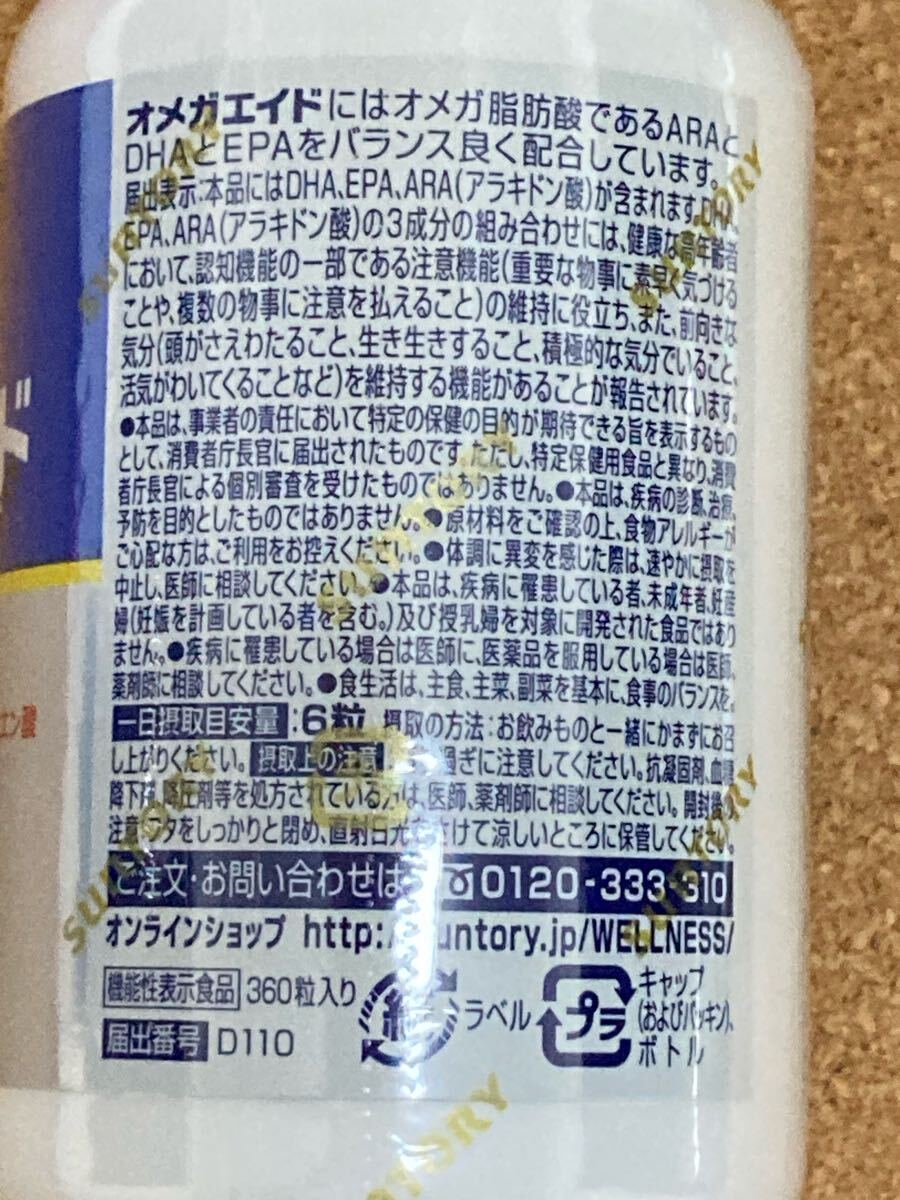 オメガエイドにはオメガ脂肪酸であるARAと
DHAとEPAをバランス良く配合しています。
届出表示:本品にはDHA、EPA、ARA(アラキドン酸)が含まれます。DHA、
EPA、ARA(アラキドン酸)の3成分の組み合わせには、健康な高年齢者
において、認知機能の一部である注意機能(重要な物事に素早く気づける
ことや、複数の物事に注意を払えること)の維持に役立ち、また、前向きな
気分(頭がさえわたること、生き生きすること、積極的な気分でいること、
活気がわいてくることなど)を維持する機能があることが報告されています。
●本品は、事業者の責任において特定の保健の目的が期待できる旨を表示するもの
として、消費者庁長官に届出されたものです。ただし、特定保健用食品と異なり、消費
者庁長官による個別審査を受けたものではありません。●本品は、疾病の診断、治療、
予防を目的としたものではありません。●原材料をご確認の上、食物アレルギーが
ご心配な方は、ご利用をお控えください。●体調に異変を感じた際は、速やかに摂取を
中止し、医師に相談してください。●本品は、疾病に罹患している者、未成年者、妊産
婦(妊娠を計画している者を含む。)及び授乳婦を対象に開発された食品ではあり
ません。●疾病に罹患している場合は医師に、医薬品を服用している場合は医師、
薬剤師に相談してください。●食生活は、主食、主菜、副菜を基本に、食事のバランスを。
一日摂取目安量:6粒 摂取の方法:お飲みものと一緒にかまずにお召
し上がりください。 摂取上の注意 過ぎに注意してください。抗凝固剤、血糖
降下剤、降圧剤等を処方されている方は、医師、薬剤師に相談してください。開封後の
注意:フタをしっかりと閉め、直射日光をさけて涼しいところに保管してください。
ご注文・お問い合わせは 0120-333-310
オンラインショップ http:/ suntory.jp/WELLNESS/
機能性表示食品 360粒入り
届出番号 D110
紙 ラベル
プラ キャップ
(およびパッキン)、
ボトル
ド
エン酸
SUNTORY
SUNTORY
SUNTORY
SUNTORY
SUNTORY
SUNTORY